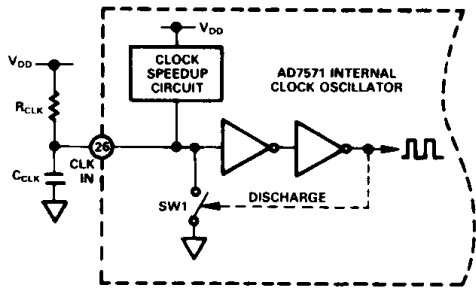 VDD
CLOCK
SPEEDUP
CIRCUIT
AD7571 INTERNAL
CLOCK OSCILLATOR
VDD
RCLK
26
CLK
IN
CCLK
SW1
DISCHARGE